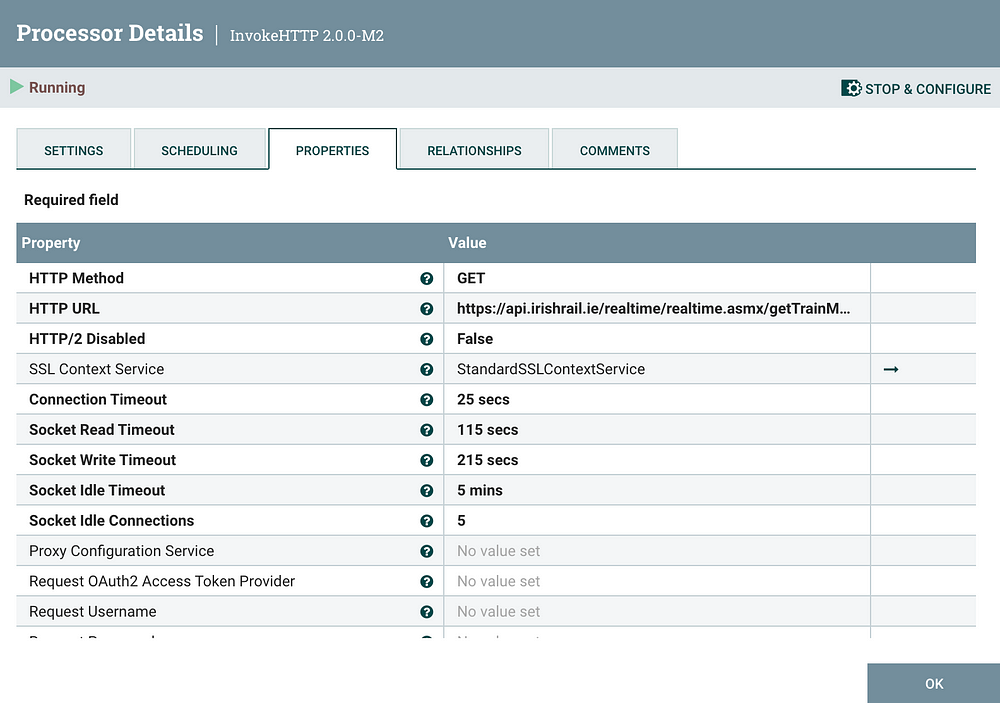 Processor Details | InvokeHTTP 2.0.0-M2
Running
STOP & CONFIGURE
SETTINGS SCHEDULING PROPERTIES RELATIONSHIPS COMMENTS
Required field
Property Value
HTTP Method ? GET
HTTP URL ? https://api.irishrail.ie/realtime/realtime.asmx/getTrainM...
HTTP/2 Disabled ? False
SSL Context Service ? StandardSSLContextService →
Connection Timeout ? 25 secs
Socket Read Timeout ? 115 secs
Socket Write Timeout ? 215 secs
Socket Idle Timeout ? 5 mins
Socket Idle Connections ? 5
Proxy Configuration Service ? No value set
Request OAuth2 Access Token Provider ? No value set
Request Username ? No value set
OK